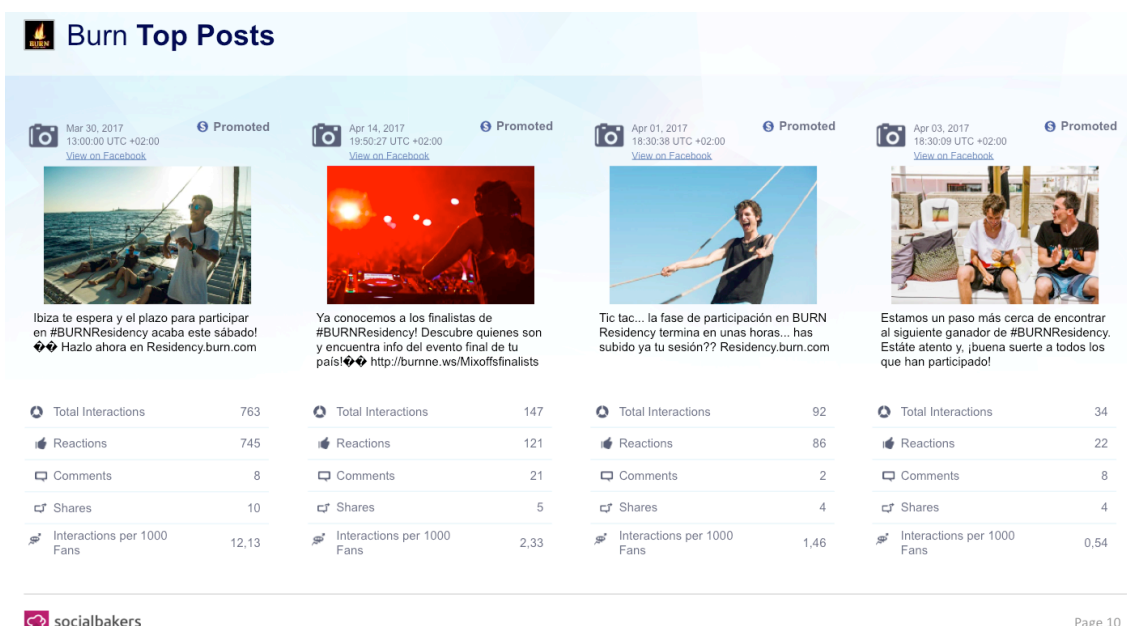 BURN
Burn Top Posts
Mar 30, 2017
13:00:00 UTC +02:00
View on Facebook
Promoted
Ibiza te espera y el plazo para participar
en #BURNResidency acaba este sábado!
�� Hazlo ahora en Residency.burn.com
Total Interactions 763
Reactions 745
Comments 8
Shares 10
Interactions per 1000
Fans
12,13
Apr 14, 2017
19:50:27 UTC +02:00
View on Facebook
Promoted
Ya conocemos a los finalistas de
#BURNResidency! Descubre quienes son
y encuentra info del evento final de tu
país!�� http://burnne.ws/Mixoffsfinalists
Total Interactions 147
Reactions 121
Comments 21
Shares 5
Interactions per 1000
Fans
2,33
Apr 01, 2017
18:30:38 UTC +02:00
View on Facebook
Promoted
Tic tac... la fase de participación en BURN
Residency termina en unas horas... has
subido ya tu sesión?? Residency.burn.com
Total Interactions 92
Reactions 86
Comments 2
Shares 4
Interactions per 1000
Fans
1,46
Apr 03, 2017
18:30:09 UTC +02:00
View on Facebook
Promoted
Estamos un paso más cerca de encontrar
al siguiente ganador de #BURNResidency.
Estáte atento y, ¡buena suerte a todos los
que han participado!
Total Interactions 34
Reactions 22
Comments 8
Shares 4
Interactions per 1000
Fans
0,54
socialbakers
Page 10